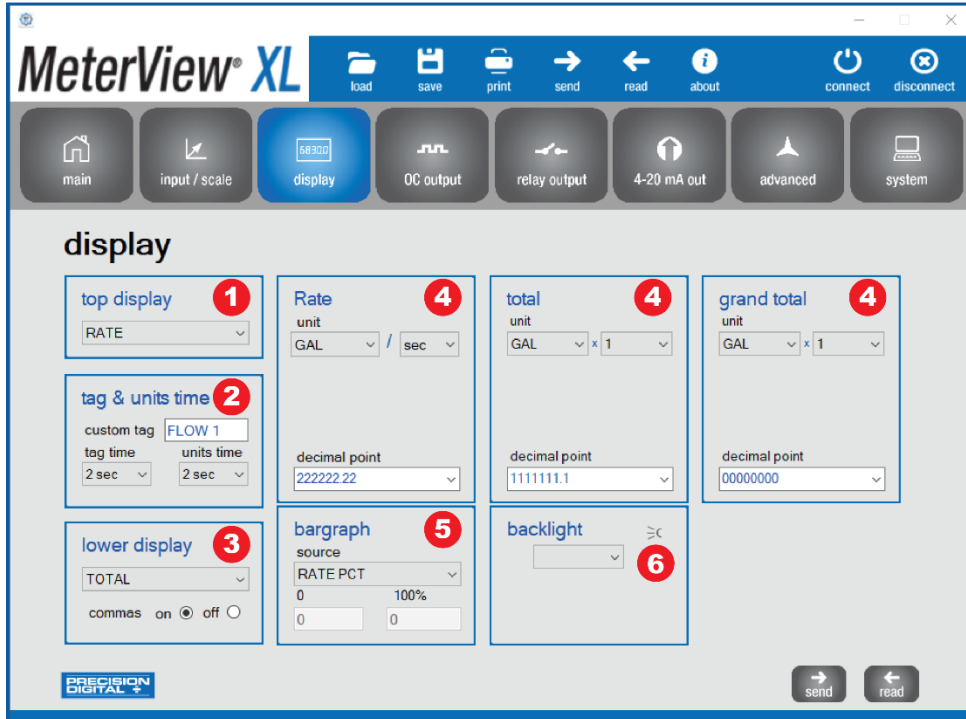 MeterView® XL
load save print send read about connect disconnect
58300
main input / scale display OC output relay output 4-20 mA out advanced system
display
top display 1
RATE
tag & units time 2
custom tag FLOW 1
tag time units time
2 sec 2 sec
lower display 3
TOTAL
commas on off
Rate 4
unit
GAL / sec
decimal point
222222.22
total 4
unit
GAL x 1
decimal point
1111111.1
grand total 4
unit
GAL x 1
decimal point
00000000
bargraph 5
source
RATE PCT
0 100%
0 0
backlight
6
PRECISION
DIGITAL
send read